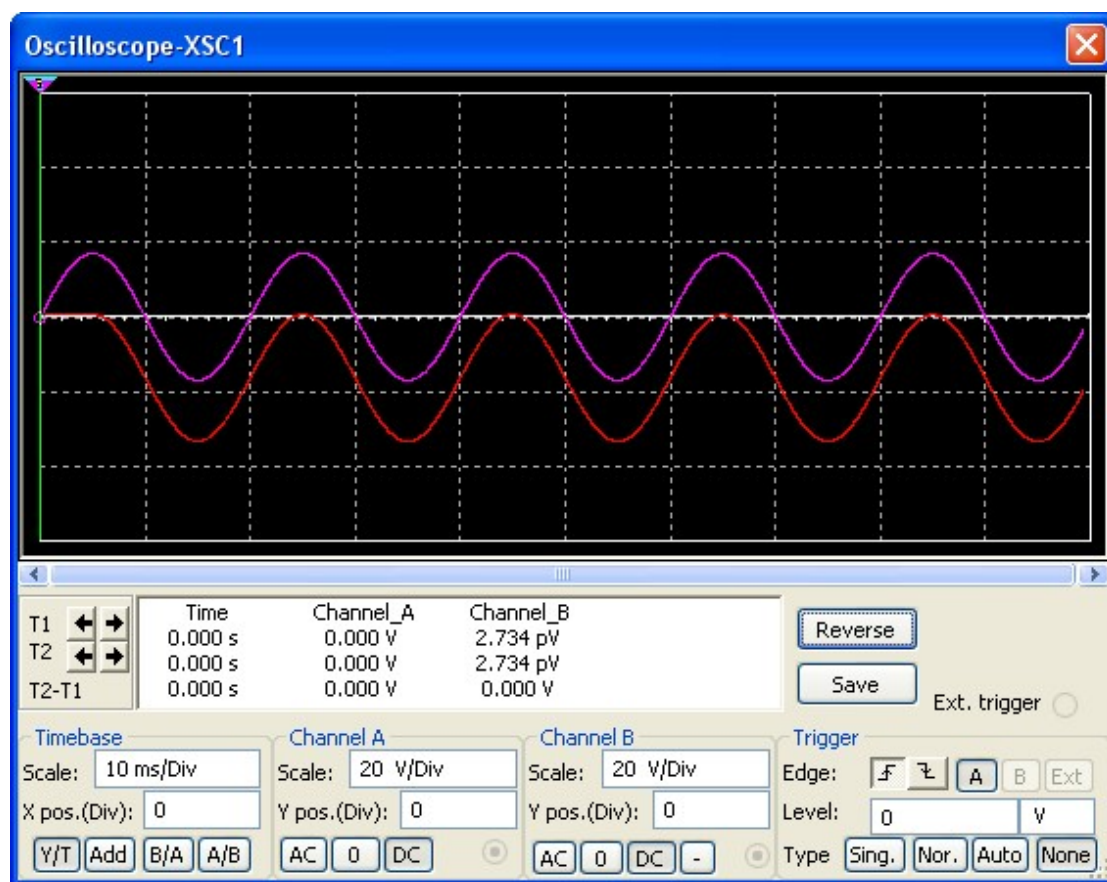 Oscilloscope-XSC1
T1
T2
T2-T1
Time Channel_A Channel_B
0.000 s 0.000 V 2.734 pV
0.000 s 0.000 V 2.734 pV
0.000 s 0.000 V 0.000 V
Reverse
Save
Ext. trigger
Timebase
Scale: 10 ms/Div
X pos.(Div): 0
Y/T Add B/A A/B
Channel A
Scale: 20 V/Div
Y pos.(Div): 0
AC 0 DC
Channel B
Scale: 20 V/Div
Y pos.(Div): 0
AC 0 DC -
Trigger
Edge: A B Ext
Level: 0 V
Type Sing. Nor. Auto None